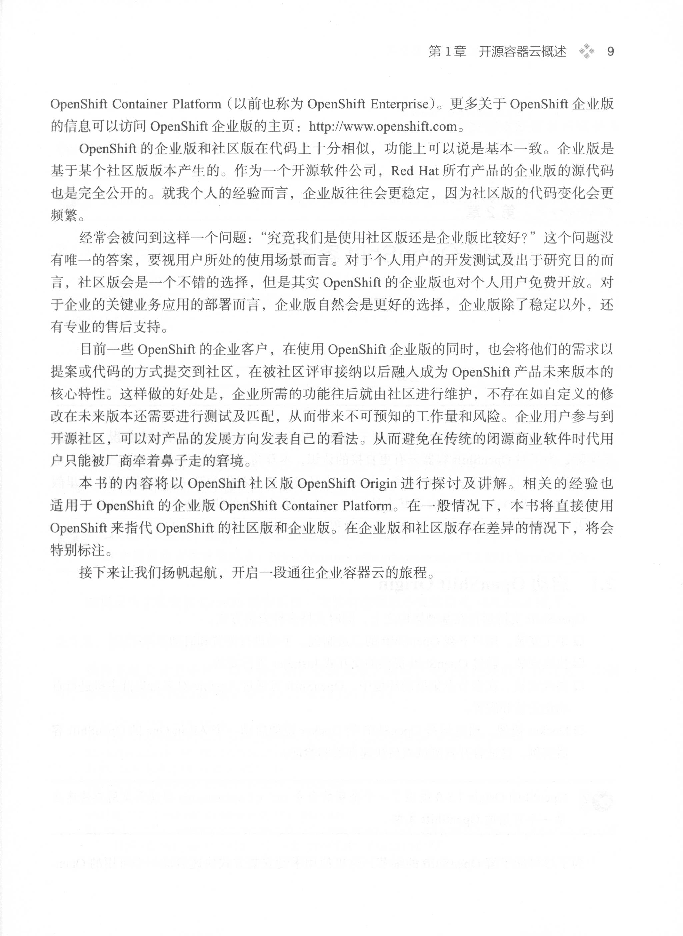 第 1 章 开源容器云概述 9
OpenShift Container Platform（以前也称为 OpenShift Enterprise）。更多关于 OpenShift 企业版
的信息可以访问 OpenShift 企业版的主页：http://www.openshift.com。
OpenShift 的企业版和社区版在代码上十分相似，功能上可以说是基本一致。企业版是
基于某个社区版版本产生的。作为一个开源软件公司，Red Hat 所有产品的企业版的源代码
也是完全公开的。就我个人的经验而言，企业版往往会更稳定，因为社区版的代码变化会更
频繁。
经常会被问到这样一个问题：“究竟我们是使用社区版还是企业版比较好？”这个问题没
有唯一的答案，要视用户所处的使用场景而言。对于个人用户的开发测试及出于研究目的而
言，社区版会是一个不错的选择，但是其实 OpenShift 的企业版也对个人用户免费开放。对
于企业的关键业务应用的部署而言，企业版自然会是更好的选择，企业版除了稳定以外，还
有专业的售后支持。
目前一些 OpenShift 的企业客户，在使用 OpenShift 企业版的同时，也会将他们的需求以
提案或代码的方式提交到社区，在被社区评审接纳以后融入成为 OpenShift 产品未来版本的
核心特性。这样做的好处是，企业所需的功能往后就由社区进行维护，不存在如自定义的修
改在未来版本还需要进行测试及匹配，从而带来不可预知的工作量和风险。企业用户参与到
开源社区，可以对产品的发展方向发表自己的看法。从而避免在传统的闭源商业软件时代用
户只能被厂商牵着鼻子走的窘境。
本书的内容将以 OpenShift 社区版 OpenShift Origin 进行探讨及讲解。相关的经验也
适用于 OpenShift 的企业版 OpenShift Container Platform。在一般情况下，本书将直接使用
OpenShift 来指代 OpenShift 的社区版和企业版。在企业版和社区版存在差异的情况下，将会
特别标注。
接下来让我们扬帆起航，开启一段通往企业容器云的旅程。